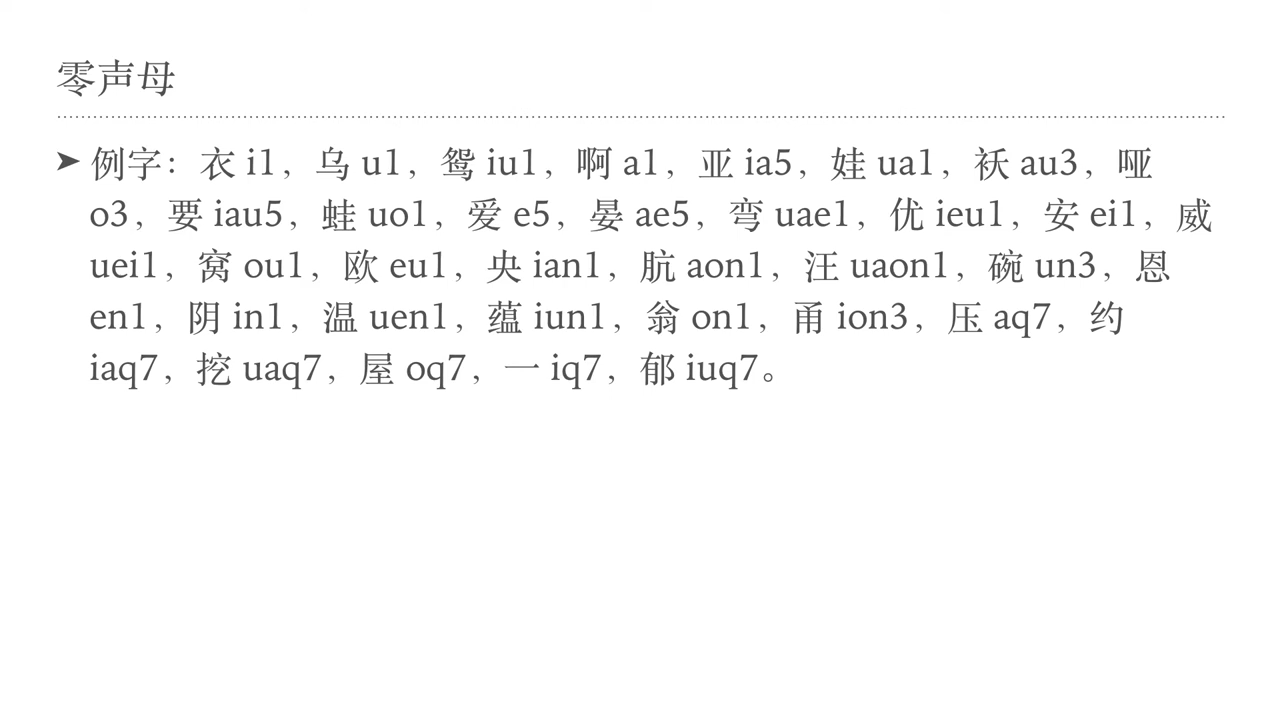 零声母
➤ 例字：衣 i1，乌 u1，鸳 iu1，啊 a1，亚 ia5，娃 ua1，袄 au3，哑
o3，要 iau5，蛙 uo1，爱 e5，晏 ae5，弯 uae1，优 ieu1，安 ei1，威
uei1，窝 ou1，欧 eu1，央 ian1，肮 aon1，汪 uaon1，碗 un3，恩
en1，阴 in1，温 uen1，蕴 iun1，翁 on1，甬 ion3，压 aq7，约
iaq7，挖 uaq7，屋 oq7，一 iq7，郁 iuq7。